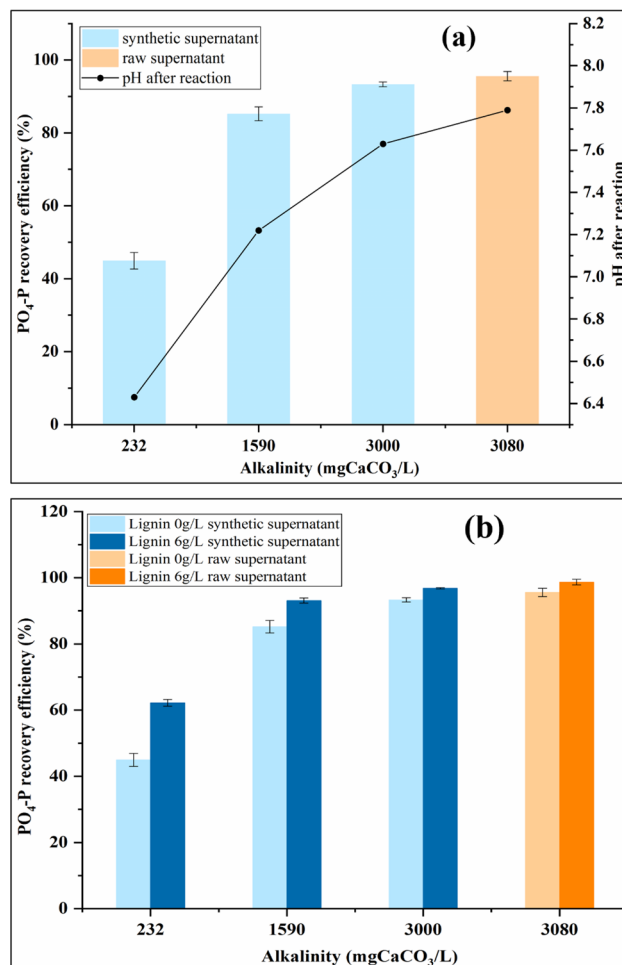 (a)
synthetic supernatant
raw supernatant
pH after reaction
PO₄-P recovery efficiency (%)
100
80
60
40
20
0
8.2
8.0
7.8
7.6
7.4
7.2
7.0
6.8
6.6
6.4
pH after reaction
232
1590
3000
3080
Alkalinity (mgCaCO₃/L)
(b)
Lignin 0g/L synthetic supernatant
Lignin 6g/L synthetic supernatant
Lignin 0g/L raw supernatant
Lignin 6g/L raw supernatant
PO₄-P recovery efficiency (%)
120
100
80
60
40
20
0
232
1590
3000
3080
Alkalinity (mgCaCO₃/L)